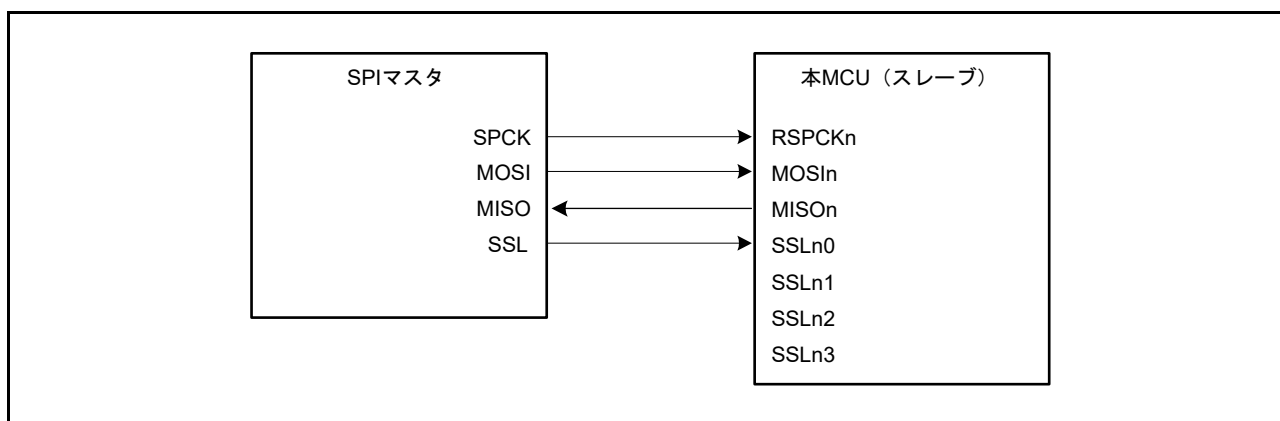 SPIマスタ
本MCU（スレーブ）
SPCK
RSPCKn
MOSI
MOSIn
MISO
MISOn
SSL
SSLn0
SSLn1
SSLn2
SSLn3